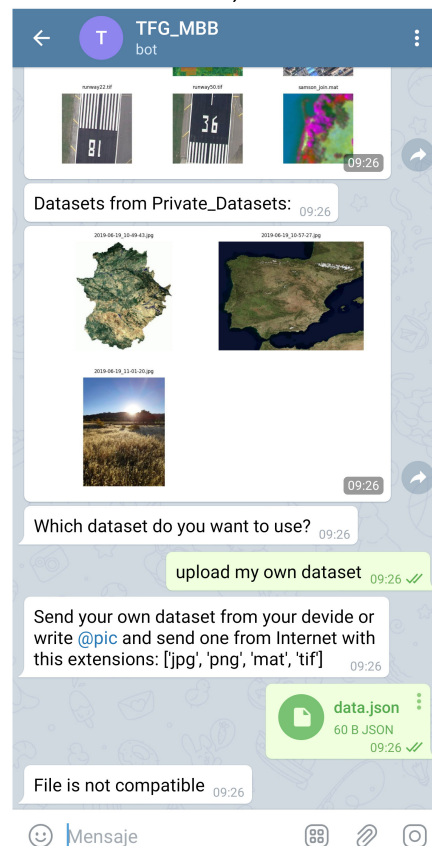 T
TFG_MBB
bot
runway22.tif
runway50.tif
samson_join.mat
18
36
09:26
Datasets from Private_Datasets: 09:26
2019-06-19_10-49-43.jpg
2019-06-19_10-57-27.jpg
2019-06-19_11-01-20.jpg
09:26
Which dataset do you want to use? 09:26
upload my own dataset 09:26
Send your own dataset from your devide or
write @pic and send one from Internet with
this extensions: ['jpg', 'png', 'mat', 'tif'] 09:26
data.json
60 B JSON
09:26
File is not compatible 09:26
Mensaje